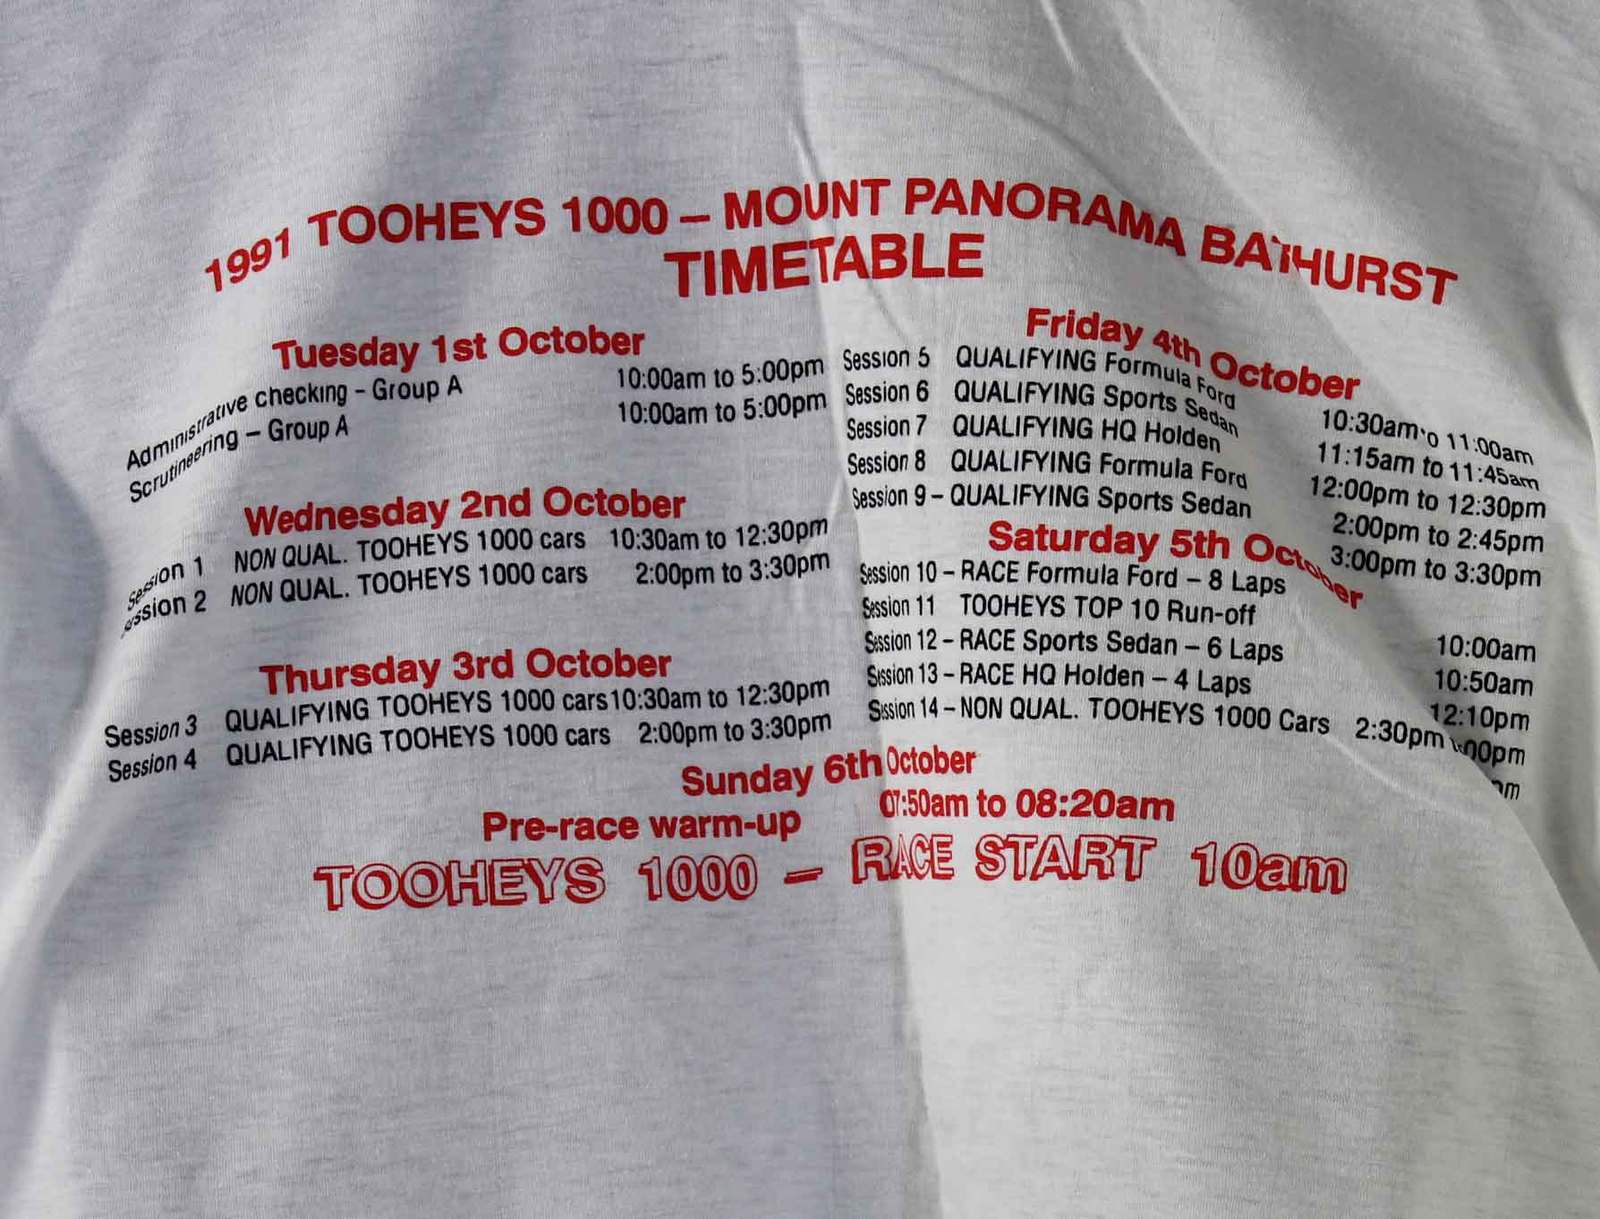 1991 TOOHEYS 1000 – MOUNT PANORAMA BATHURST
TIMETABLE
Tuesday 1st October
Administrative checking – Group A 10:00am to 5:00pm
Scrutineering – Group A 10:00am to 5:00pm
Wednesday 2nd October
Session 1 NON QUAL. TOOHEYS 1000 cars 10:30am to 12:30pm
Session 2 NON QUAL. TOOHEYS 1000 cars 2:00pm to 3:30pm
Thursday 3rd October
Session 3 QUALIFYING TOOHEYS 1000 cars 10:30am to 12:30pm
Session 4 QUALIFYING TOOHEYS 1000 cars 2:00pm to 3:30pm
Friday 4th October
Session 5 QUALIFYING Formula Ford 10:30am to 11:00am
Session 6 QUALIFYING Sports Sedan 11:15am to 11:45am
Session 7 QUALIFYING HQ Holden 12:00pm to 12:30pm
Session 8 QUALIFYING Formula Ford 2:00pm to 2:45pm
Session 9 – QUALIFYING Sports Sedan 3:00pm to 3:30pm
Saturday 5th October
Session 10 – RACE Formula Ford – 8 Laps 10:00am
Session 11 TOOHEYS TOP 10 Run-off 10:50am
Session 12 – RACE Sports Sedan – 6 Laps 12:10pm
Session 13 – RACE HQ Holden – 4 Laps
Session 14 – NON QUAL. TOOHEYS 1000 Cars 2:30pm
Sunday 6th October
Pre-race warm-up 07:50am to 08:20am
TOOHEYS 1000 – RACE START 10am